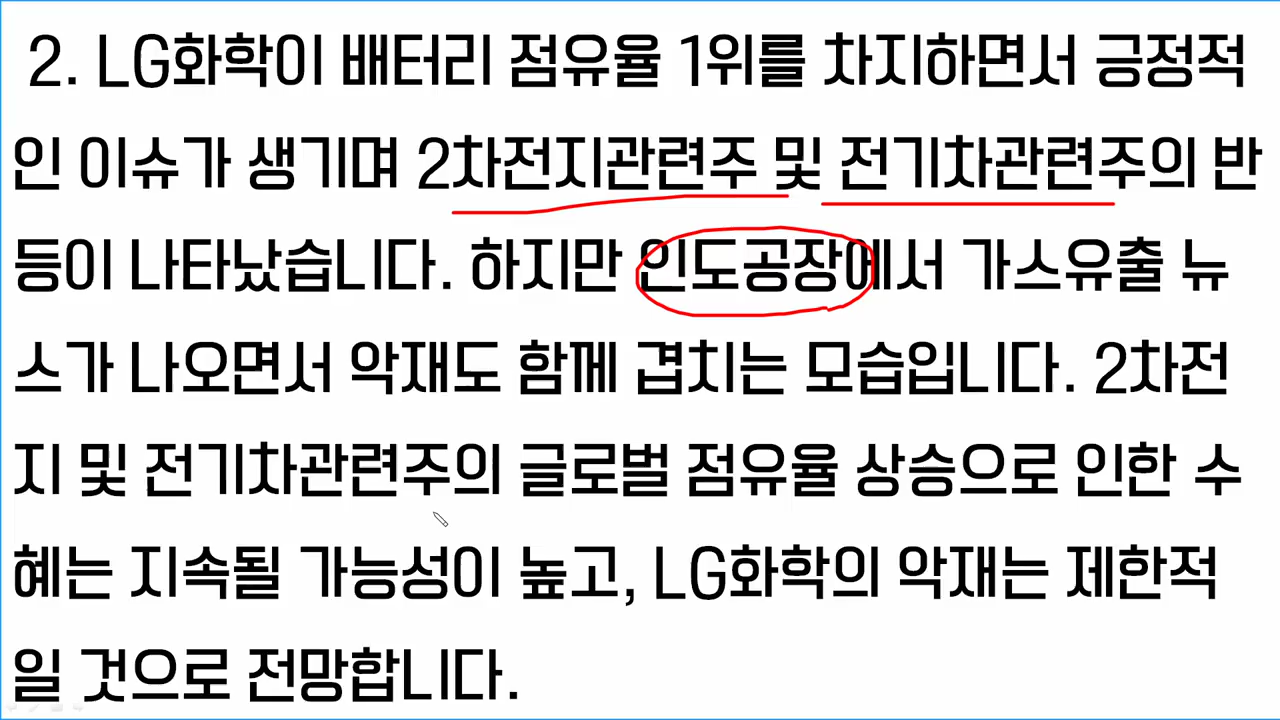 2. LG화학이 배터리 점유율 1위를 차지하면서 긍정적
인 이슈가 생기며 2차전지관련주 및 전기차관련주의 반
등이 나타났습니다. 하지만 인도공장에서 가스유출 뉴
스가 나오면서 악재도 함께 겹치는 모습입니다. 2차전
지 및 전기차관련주의 글로벌 점유율 상승으로 인한 수
혜는 지속될 가능성이 높고, LG화학의 악재는 제한적
일 것으로 전망합니다.